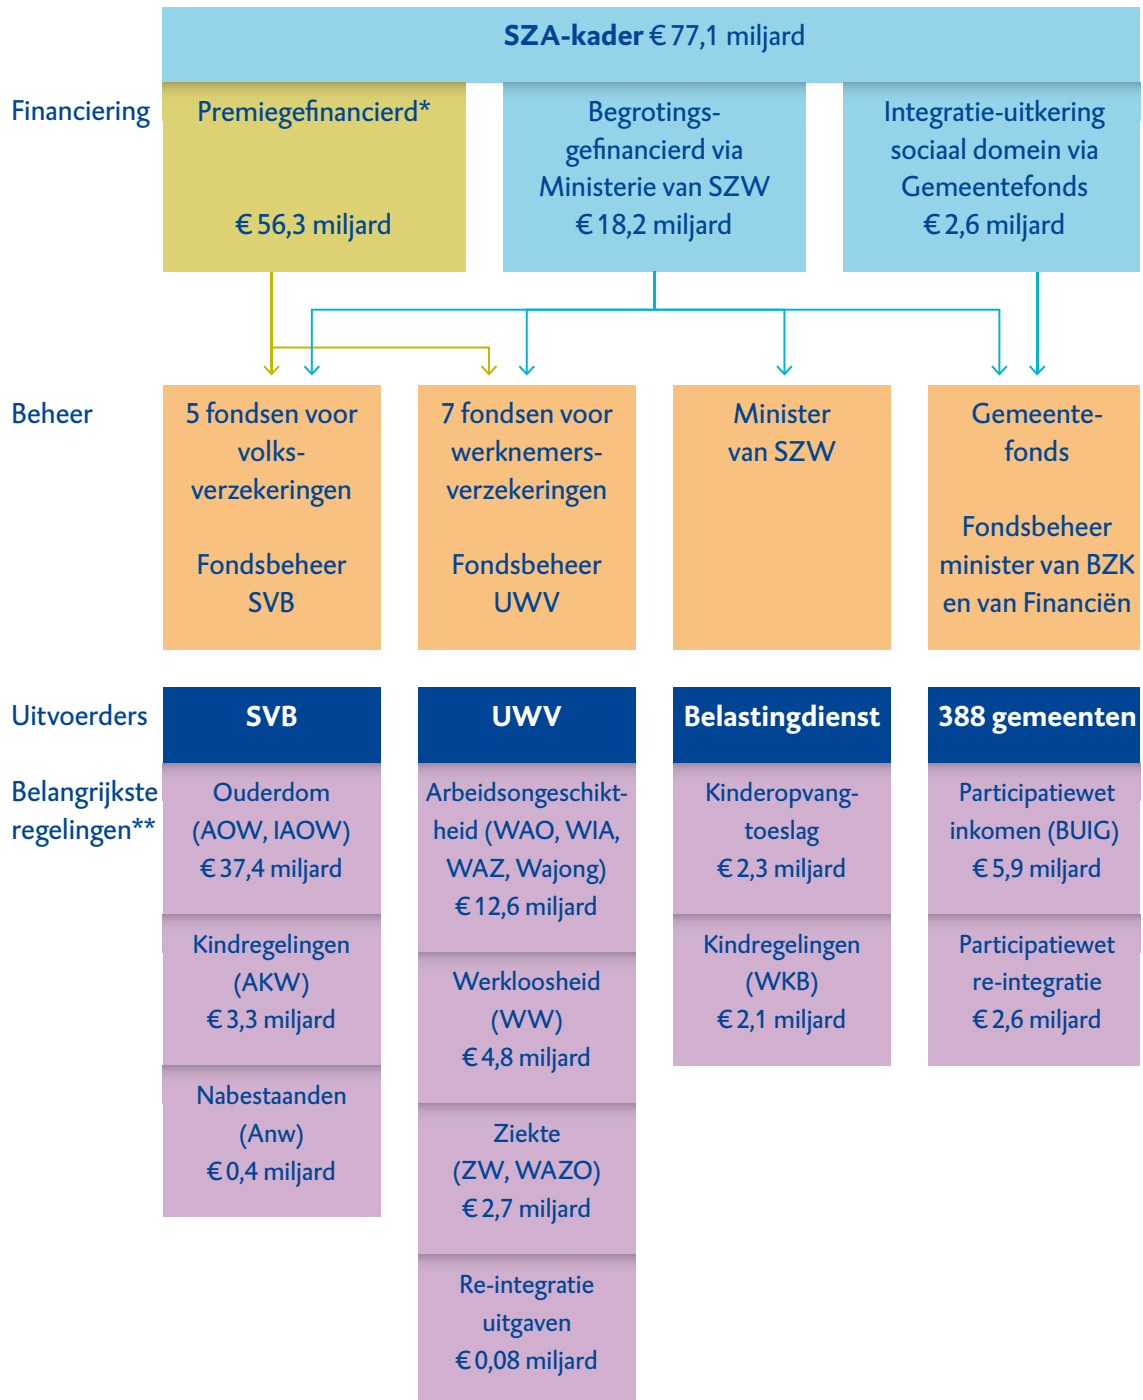 SZA-kader € 77,1 miljard
Financiering
Premiegefinancierd*
€ 56,3 miljard
Begrotings-
gefinancierd via
Ministerie van SZW
€ 18,2 miljard
Integratie-uitkering
sociaal domein via
Gemeentefonds
€ 2,6 miljard
Beheer
5 fondsen voor
volks-
verzekeringen
Fondsbeheer
SVB
7 fondsen voor
werknemers-
verzekeringen
Fondsbeheer
UWV
Minister
van SZW
Gemeente-
fonds
Fondsbeheer
minister van BZK
en van Financiën
Uitvoerders
SVB
UWV
Belastingdienst
388 gemeenten
Belangrijkste
regelingen**
Ouderdom
(AOW, IAOW)
€ 37,4 miljard
Kindregelingen
(AKW)
€ 3,3 miljard
Nabestaanden
(Anw)
€ 0,4 miljard
Arbeidsongeschikt-
heid (WAO, WIA,
WAZ, Wajong)
€ 12,6 miljard
Werkloosheid
(WW)
€ 4,8 miljard
Ziekte
(ZW, WAZO)
€ 2,7 miljard
Re-integratie
uitgaven
€ 0,08 miljard
Kinderopvang-
toeslag
€ 2,3 miljard
Kindregelingen
(WKB)
€ 2,1 miljard
Participatiewet
inkomen (BUIG)
€ 5,9 miljard
Participatiewet
re-integratie
€ 2,6 miljard